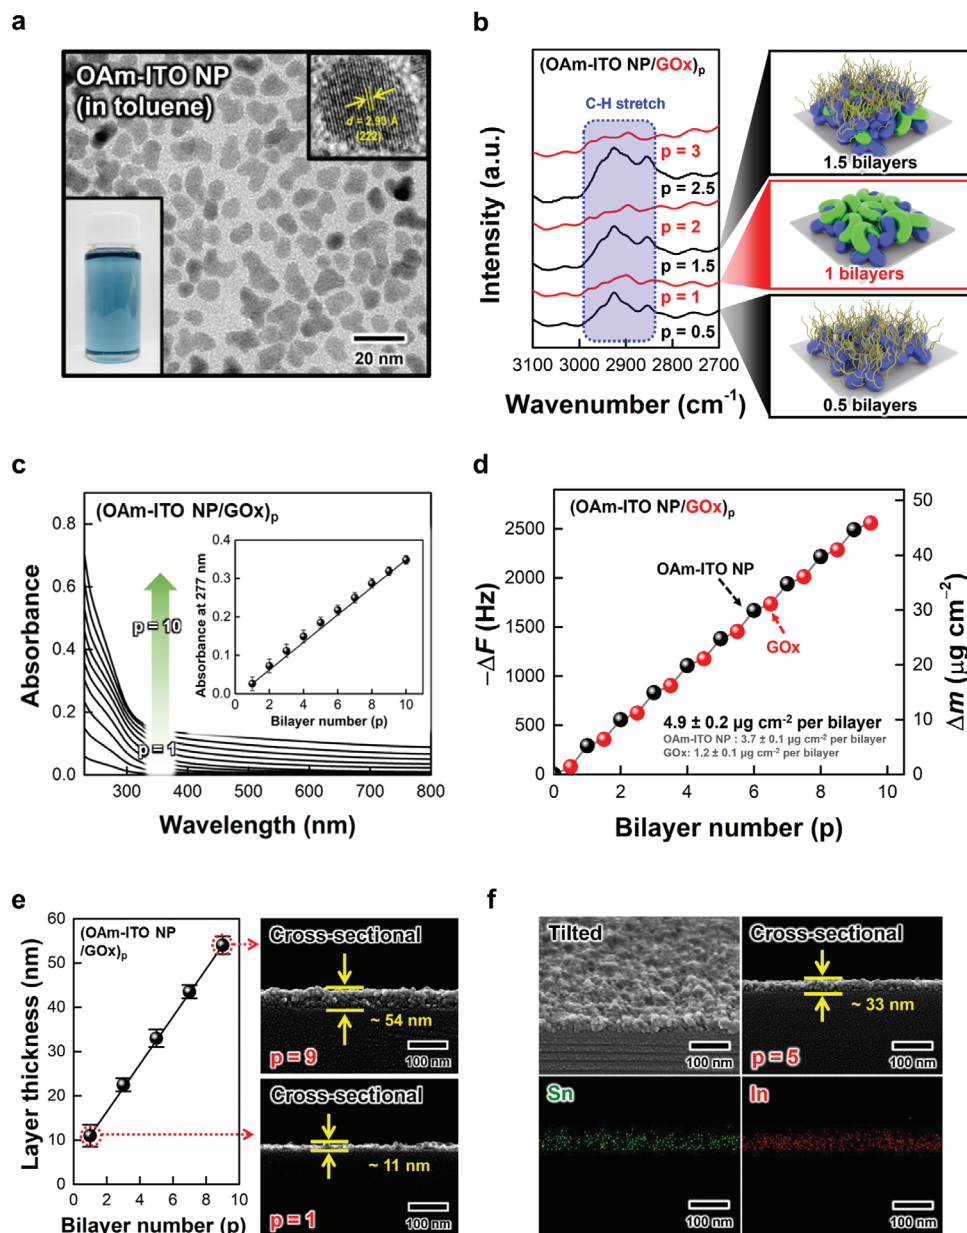 a
OAm-ITO NP
(in toluene)
d = 2.93 Å
(222)
20 nm
b
(OAm-ITO NP/GOx)p
C-H stretch
p = 3
p = 2.5
p = 2
p = 1.5
p = 1
p = 0.5
Intensity (a.u.)
3100 3000 2900 2800 2700
Wavenumber (cm-1)
1.5 bilayers
1 bilayers
0.5 bilayers
c
(OAm-ITO NP/GOx)p
0.8
0.6
0.4
0.2
0.0
Absorbance
p = 10
p = 1
300 400 500 600 700 800
Wavelength (nm)
Absorbance at 277 nm
0.4
0.3
0.2
0.1
0.0
0 2 4 6 8 10
Bilayer number (p)
d
(OAm-ITO NP/GOx)p
OAm-ITO NP
GOx
2500
2000
1500
1000
500
0
−ΔF (Hz)
50
40
30
20
10
0
Δm (μg cm−2)
4.9 ± 0.2 μg cm-2 per bilayer
OAm-ITO NP : 3.7 ± 0.1 μg cm-2 per bilayer
GOx: 1.2 ± 0.1 μg cm-2 per bilayer
0 2 4 6 8 10
Bilayer number (p)
e
(OAm-ITO NP
/GOx)p
60
50
40
30
20
10
0
Layer thickness (nm)
0 2 4 6 8 10
Bilayer number (p)
Cross-sectional
~ 54 nm
p = 9
100 nm
Cross-sectional
~ 11 nm
p = 1
100 nm
f
Tilted
100 nm
Cross-sectional
~ 33 nm
p = 5
100 nm
Sn
100 nm
In
100 nm